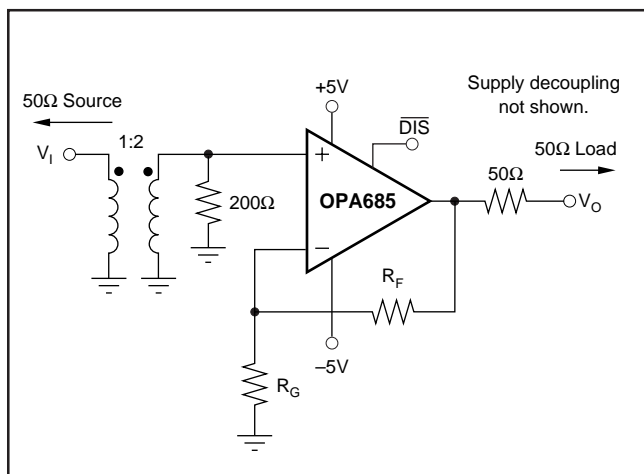 50Ω Source
1:2
V_I
200Ω
+5V
D̅I̅S̅
Supply decoupling
not shown.
50Ω Load
+
OPA685
−
50Ω
V_O
R_F
–5V
R_G